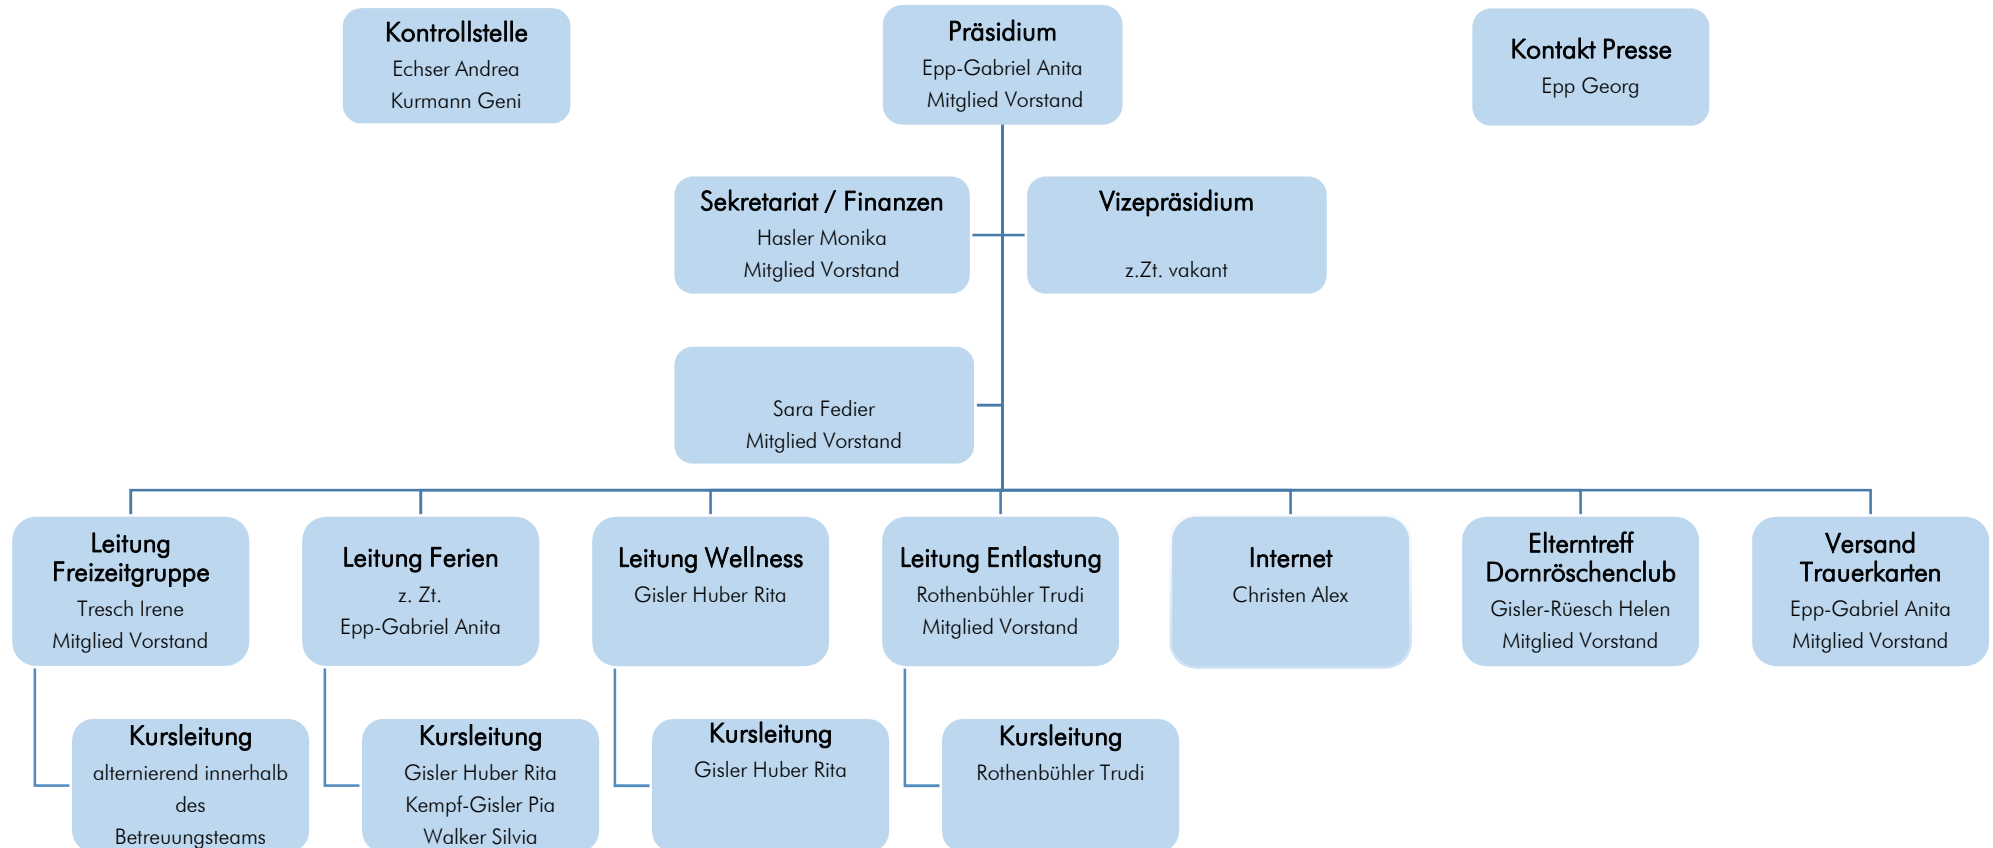 Kontrollstelle
Echser Andrea
Kurmann Geni
Präsidium
Epp-Gabriel Anita
Mitglied Vorstand
Kontakt Presse
Epp Georg
Sekretariat / Finanzen
Hasler Monika
Mitglied Vorstand
Vizepräsidium
z.Zt. vakant
Sara Fedier
Mitglied Vorstand
Leitung
Freizeitgruppe
Tresch Irene
Mitglied Vorstand
Leitung Ferien
z. Zt.
Epp-Gabriel Anita
Leitung Wellness
Gisler Huber Rita
Leitung Entlastung
Rothenbühler Trudi
Mitglied Vorstand
Internet
Christen Alex
Elterntreff
Dornröschenclub
Gisler-Rüesch Helen
Mitglied Vorstand
Versand
Trauerkarten
Epp-Gabriel Anita
Mitglied Vorstand
Kursleitung
alternierend innerhalb
des
Betreuungsteams
Kursleitung
Gisler Huber Rita
Kempf-Gisler Pia
Walker Silvia
Kursleitung
Gisler Huber Rita
Kursleitung
Rothenbühler Trudi